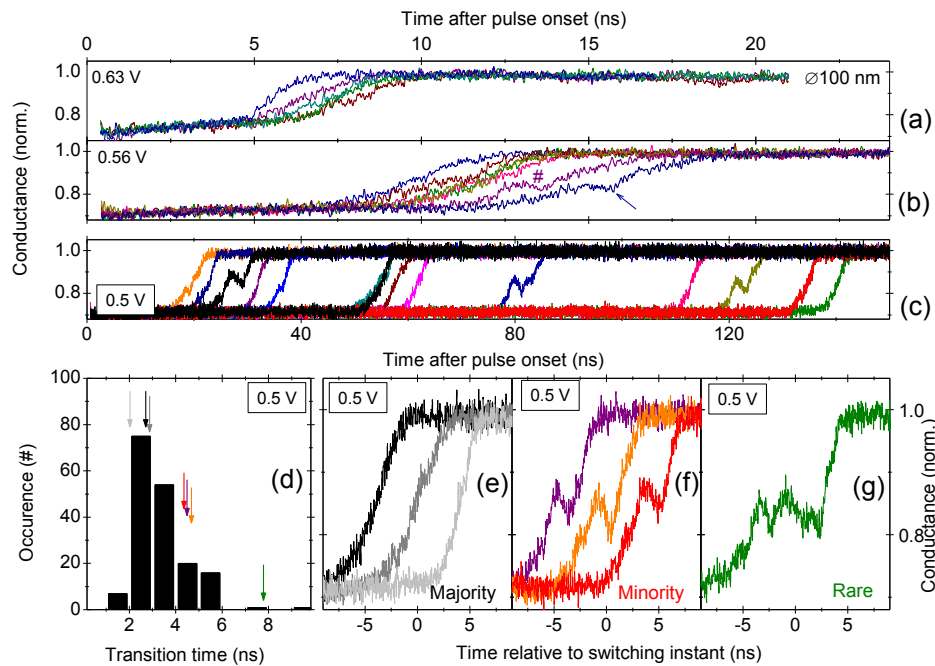 Time after pulse onset (ns)
0 5 10 15 20
1.0 0.63 V ∅100 nm
0.8 (a)
1.0 0.56 V
# 
0.8 (b)
Conductance (norm.)
1.0
0.8 0.5 V (c)
0 40 80 120
Time after pulse onset (ns)
100 0.5 V 0.5 V 0.5 V
80 1.0
60 (d) (e) (f) (g)
40
20 0.8
0 Majority Minority Rare
Occurence (#)
Conductance (norm.)
2 4 6 8 -5 0 5 -5 0 5 -5 0 5
Transition time (ns) Time relative to switching instant (ns)